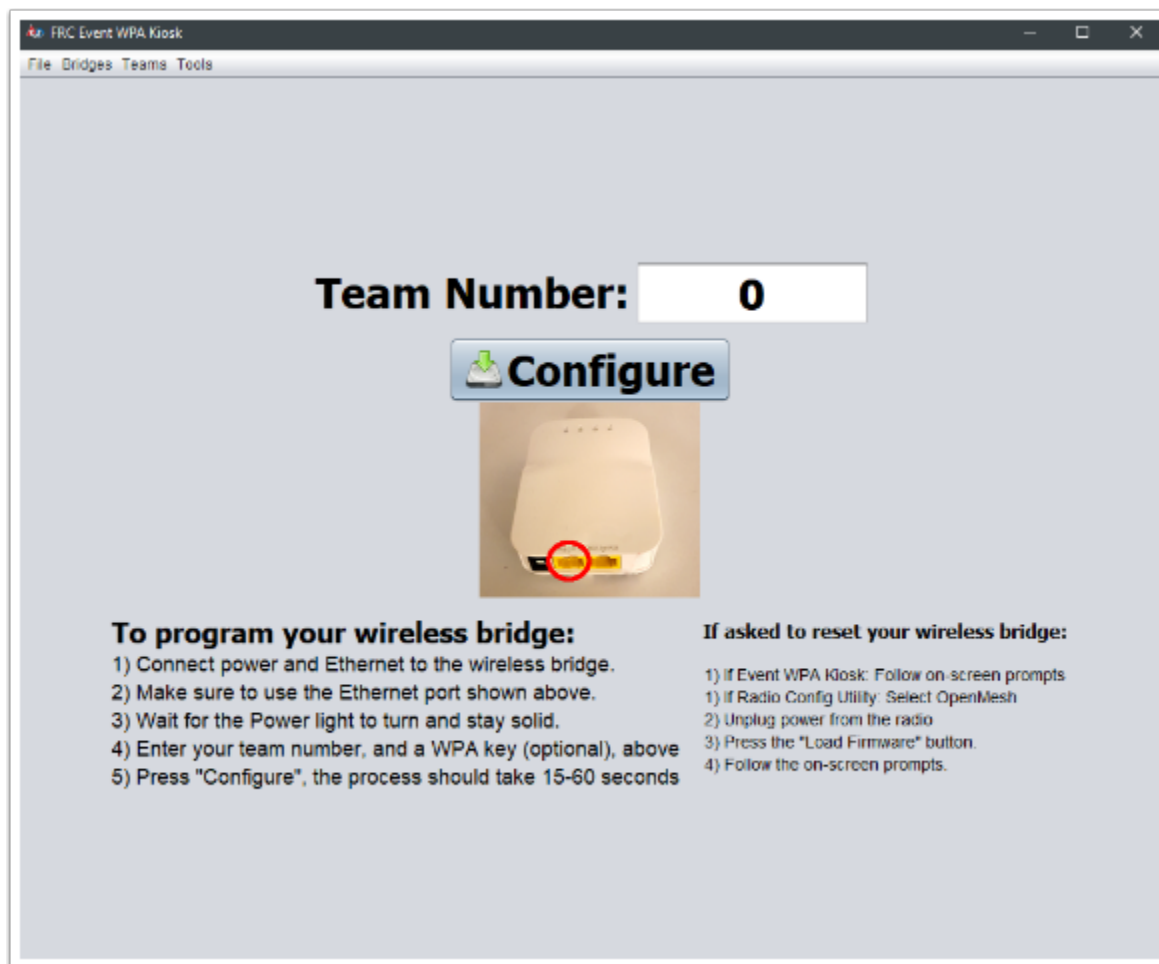 FRC Event WPA Kiosk
File Bridges Teams Tools
Team Number: 0
Configure
To program your wireless bridge:
1) Connect power and Ethernet to the wireless bridge.
2) Make sure to use the Ethernet port shown above.
3) Wait for the Power light to turn and stay solid.
4) Enter your team number, and a WPA key (optional), above
5) Press "Configure", the process should take 15-60 seconds
If asked to reset your wireless bridge:
1) If Event WPA Kiosk: Follow on-screen prompts
1) If Radio Config Utility: Select OpenMesh
2) Unplug power from the radio
3) Press the "Load Firmware" button.
4) Follow the on-screen prompts.